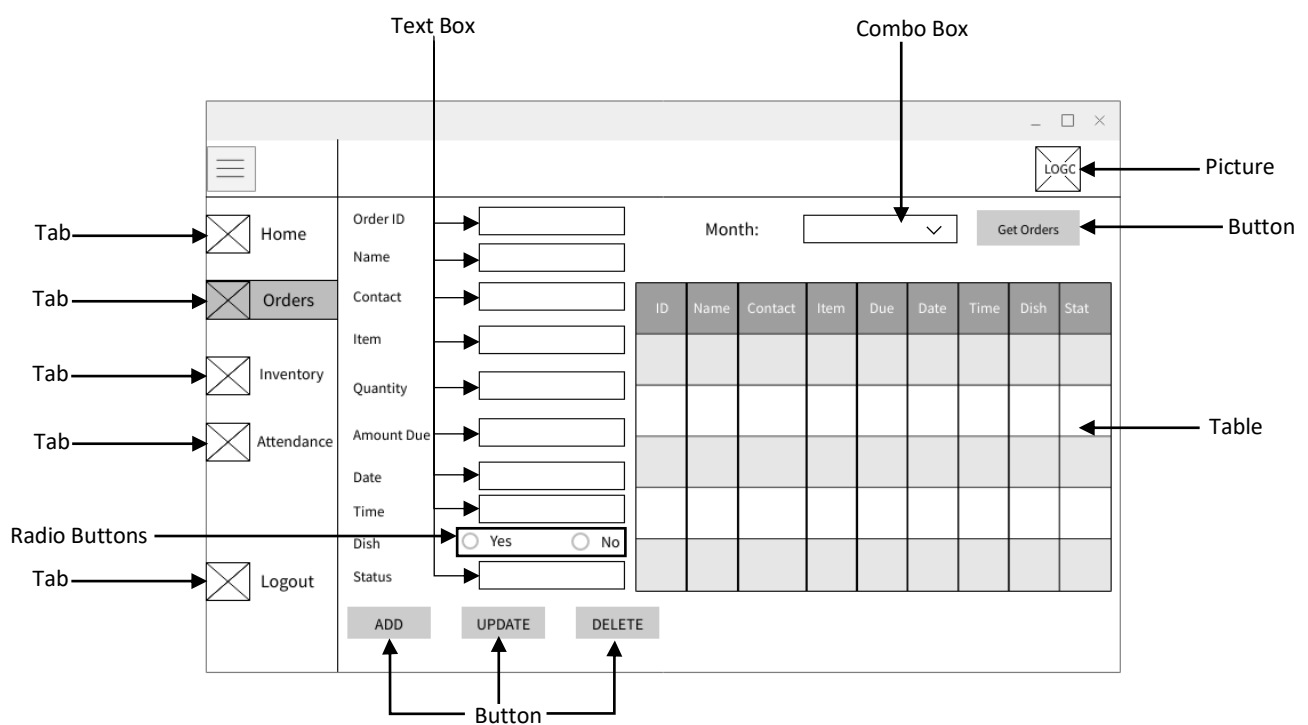 Text Box
Combo Box
LOGC
Picture
Tab
Home
Order ID
Month:
Get Orders
Button
Name
Tab
Orders
Contact
ID Name Contact Item Due Date Time Dish Stat
Item
Tab
Inventory
Quantity
Tab
Attendance
Amount Due
Table
Date
Time
Radio Buttons
Dish
Yes
No
Tab
Logout
Status
ADD
UPDATE
DELETE
Button